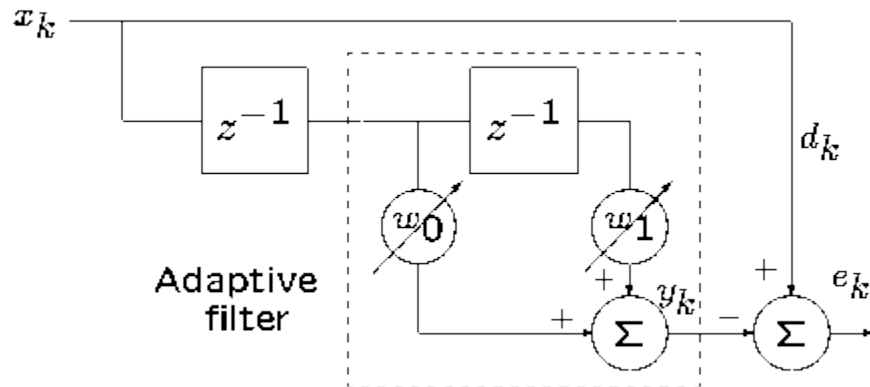 x_k
z^{-1}
z^{-1}
d_k
w_0
w_1
Adaptive
filter
+
+
y_k
−
+
e_k
Σ
Σ